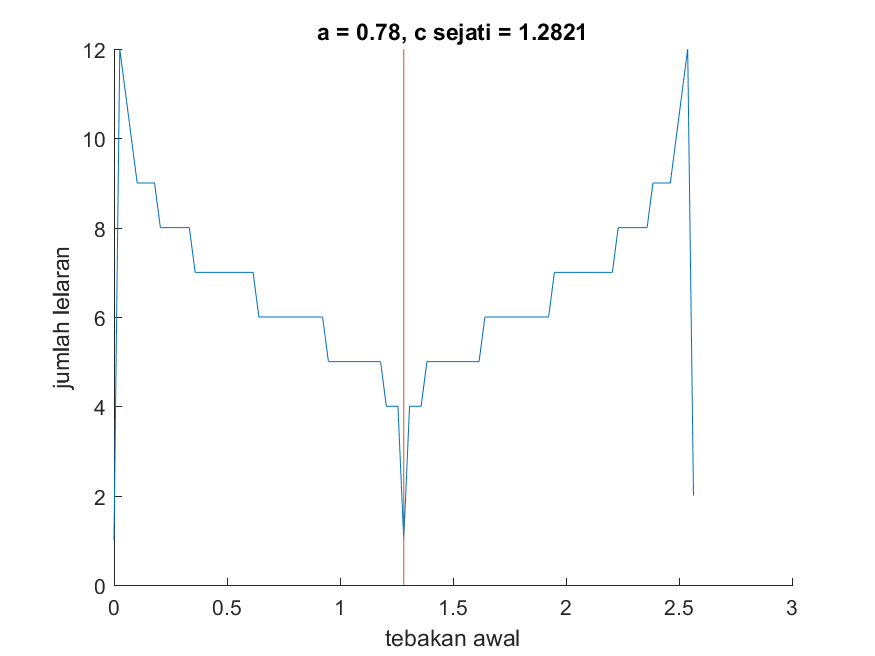 a = 0.78, c sejati = 1.2821
12
10
8
6
4
2
0
jumlah lelaran
0 0.5 1 1.5 2 2.5 3
tebakan awal